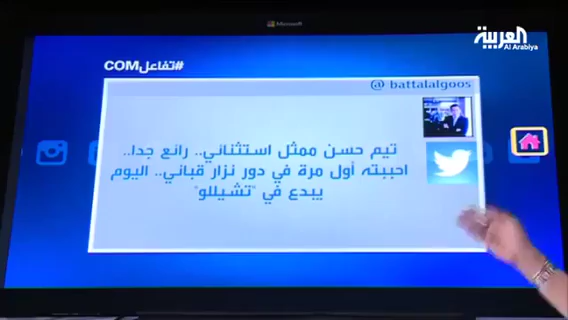 Microsoft
العربية
Al Arabiya
#تفاعلCOM
@ battalalgoos
تيم حسن ممثل استثنائي.. رائع جدا..
احببته أول مرة في دور نزار قباني.. اليوم
يبدع في "تشيللو"